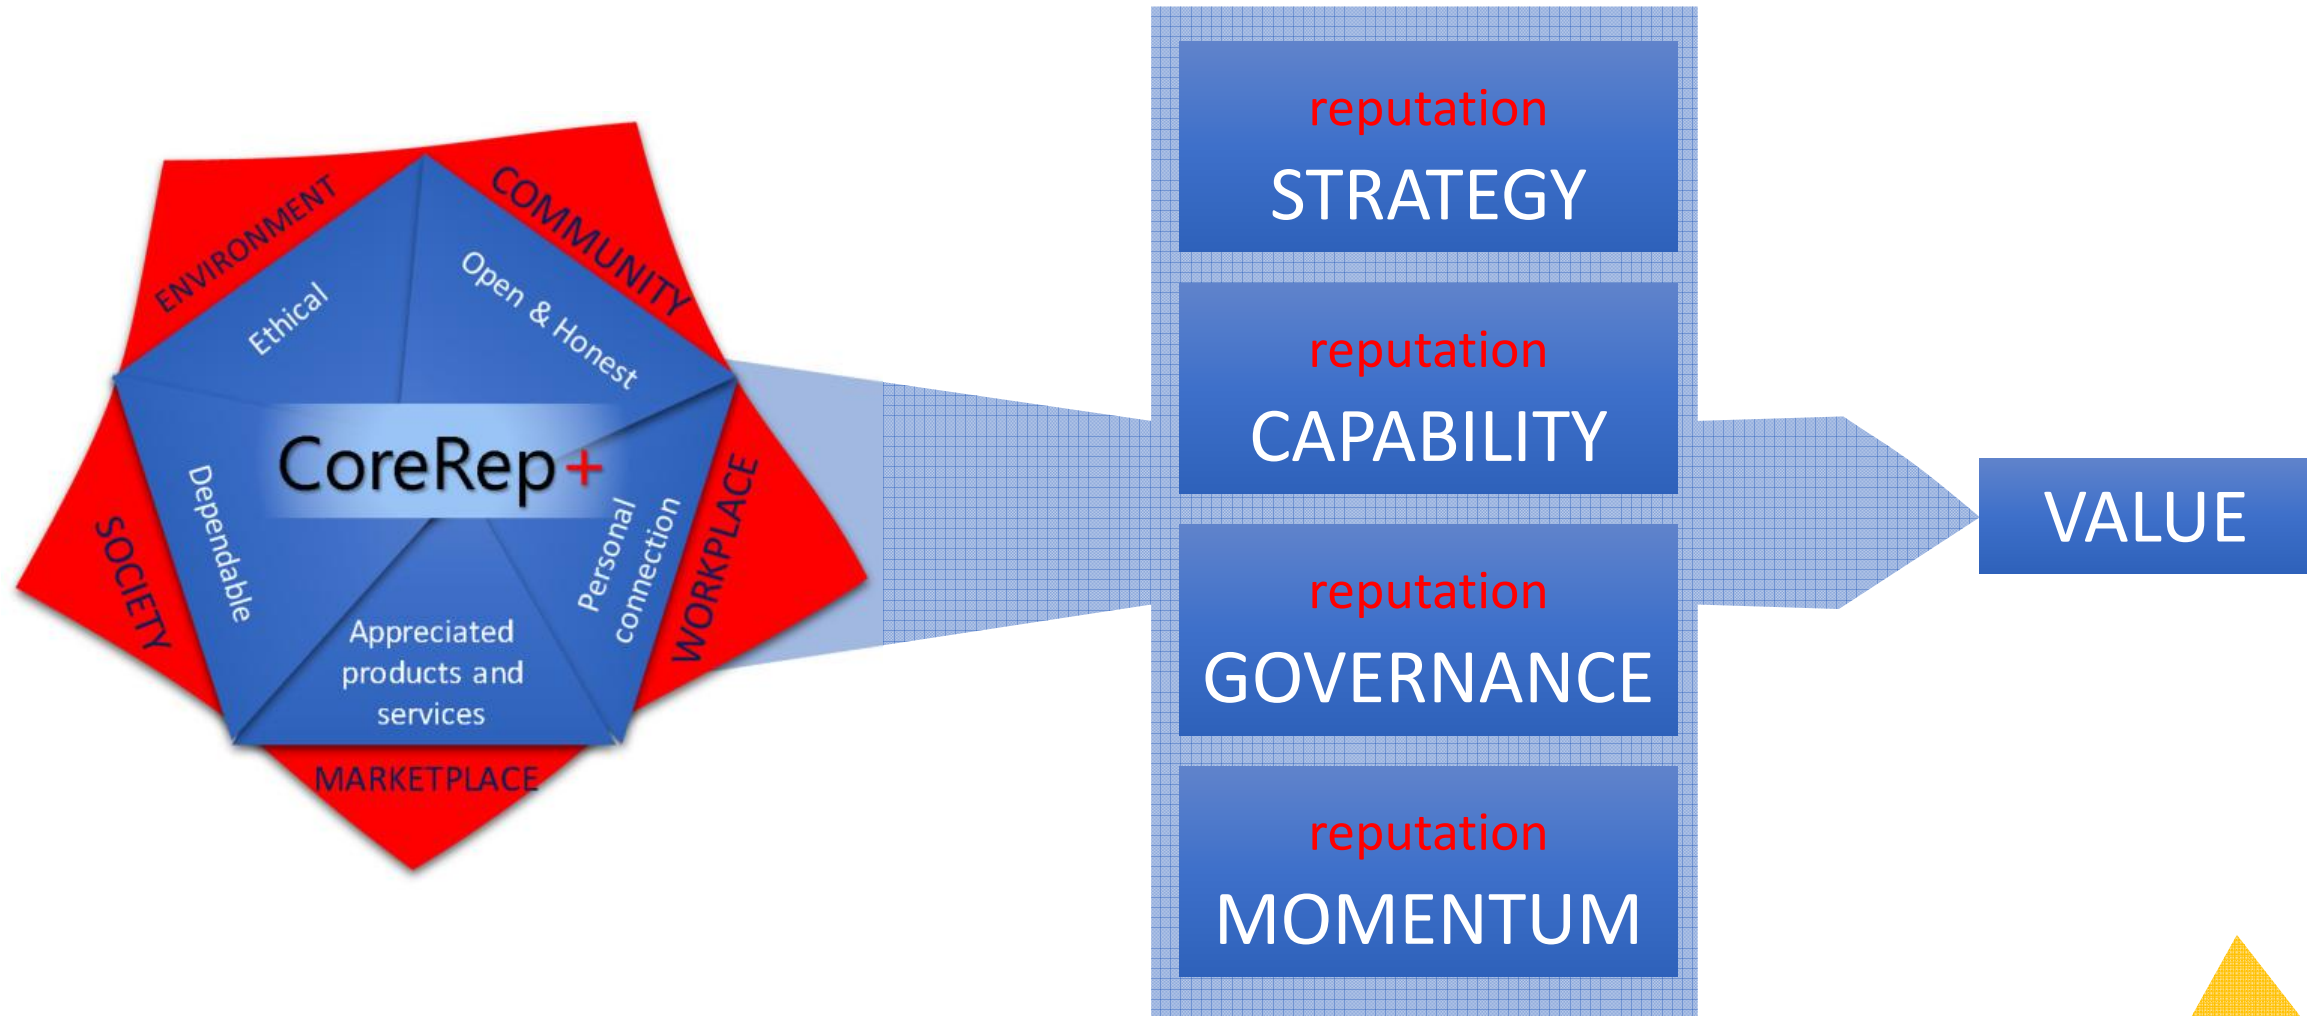 ENVIRONMENT
COMMUNITY
Ethical
Open & Honest
CoreRep+
SOCIETY
Dependable
Personal
connection
WORKPLACE
Appreciated
products and
services
MARKETPLACE
reputation
STRATEGY
reputation
CAPABILITY
reputation
GOVERNANCE
reputation
MOMENTUM
VALUE